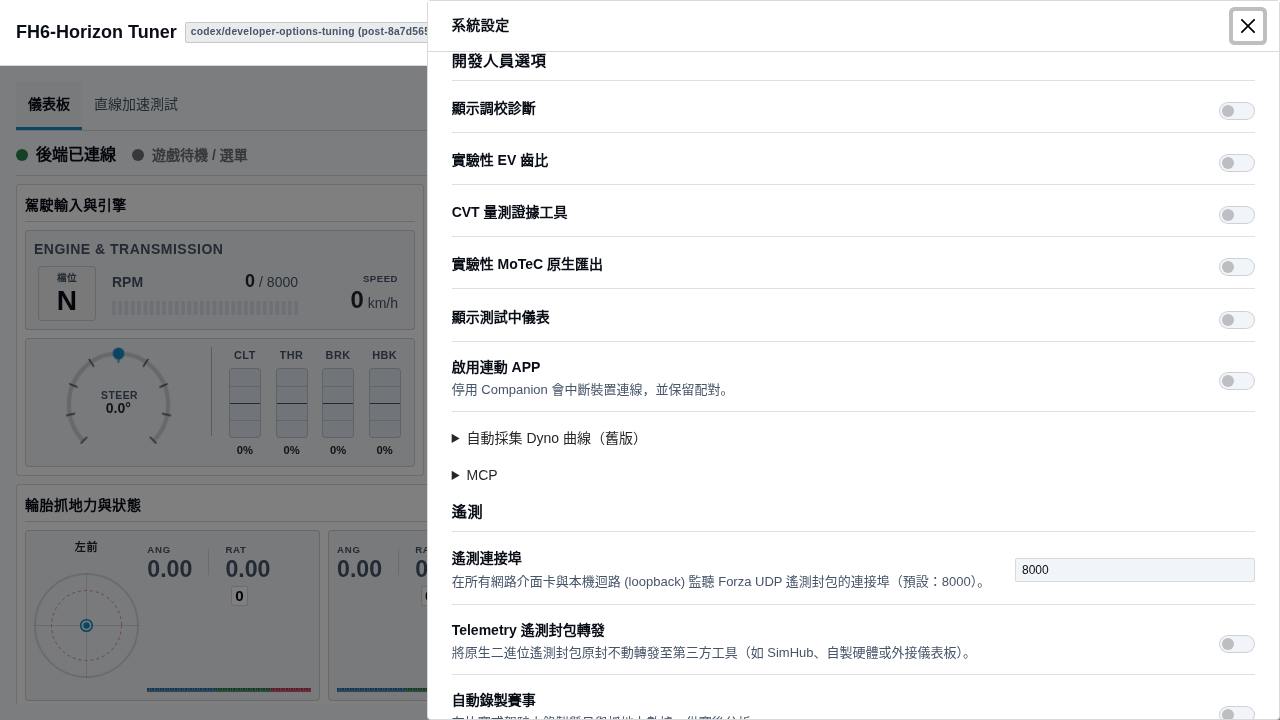 FH6-Horizon Tuner
codex/developer-options-tuning (post-8a7d565
儀表板
直線加速測試
後端已連線
遊戲待機 / 選單
駕駛輸入與引擎
ENGINE & TRANSMISSION
檔位
N
RPM
0 / 8000
SPEED
0 km/h
STEER
0.0°
CLT THR BRK HBK
0% 0% 0% 0%
輪胎抓地力與狀態
左前
ANG
0.00
RAT
0.00
0
ANG
0.00
系統設定
開發人員選項
顯示調校診斷
實驗性 EV 齒比
CVT 量測證據工具
實驗性 MoTeC 原生匯出
顯示測試中儀表
啟用連動 APP
停用 Companion 會中斷裝置連線，並保留配對。
自動採集 Dyno 曲線（舊版）
MCP
遙測
遙測連接埠
在所有網路介面卡與本機迴路 (loopback) 監聽 Forza UDP 遙測封包的連接埠（預設：8000）。
8000
Telemetry 遙測封包轉發
將原生二進位遙測封包原封不動轉發至第三方工具（如 SimHub、自製硬體或外接儀表板）。
自動錄製賽事